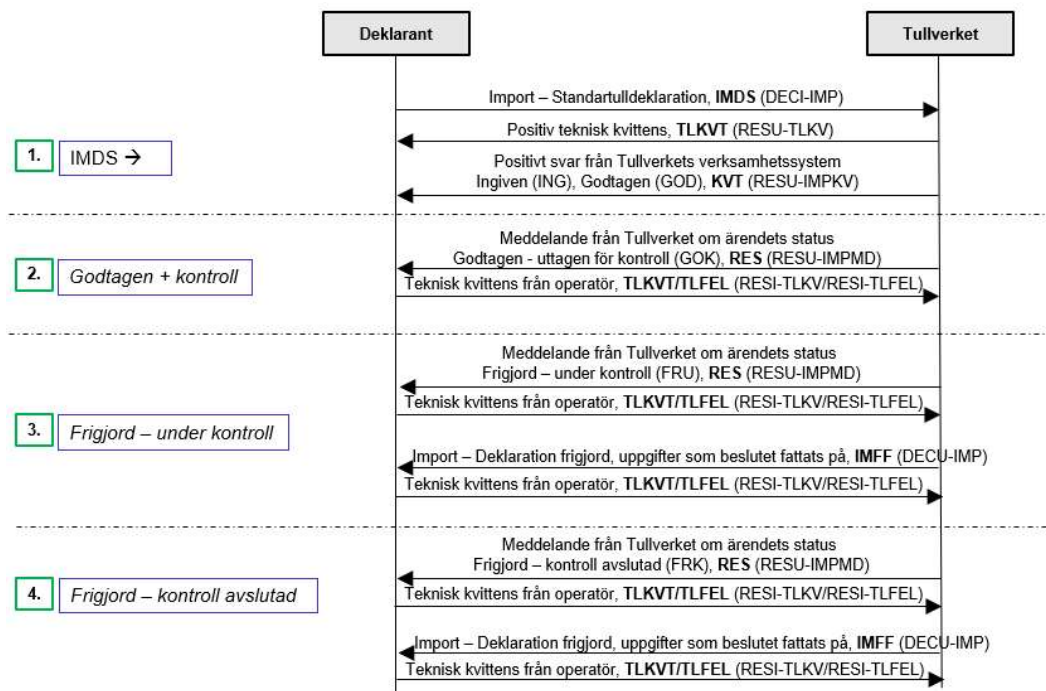 Deklarant
Tullverket
Import – Standartulldeklaration, IMDS (DECI-IMP)
Positiv teknisk kvittens, TLKVT (RESU-TLKV)
1. IMDS →
Positivt svar från Tullverkets verksamhetssystem
Ingiven (ING), Godtagen (GOD), KVT (RESU-IMPKV)
Meddelande från Tullverket om ärendets status
2. Godtagen + kontroll
Godtagen - uttagen för kontroll (GOK), RES (RESU-IMPMD)
Teknisk kvittens från operatör, TLKVT/TLFEL (RESI-TLKV/RESI-TLFEL)
Meddelande från Tullverket om ärendets status
Frigjord – under kontroll (FRU), RES (RESU-IMPMD)
Teknisk kvittens från operatör, TLKVT/TLFEL (RESI-TLKV/RESI-TLFEL)
3. Frigjord – under kontroll
Import – Deklaration frigjord, uppgifter som beslutet fattats på, IMFF (DECU-IMP)
Teknisk kvittens från operatör, TLKVT/TLFEL (RESI-TLKV/RESI-TLFEL)
Meddelande från Tullverket om ärendets status
Frigjord – kontroll avslutad (FRK), RES (RESU-IMPMD)
4. Frigjord – kontroll avslutad
Teknisk kvittens från operatör, TLKVT/TLFEL (RESI-TLKV/RESI-TLFEL)
Import – Deklaration frigjord, uppgifter som beslutet fattats på, IMFF (DECU-IMP)
Teknisk kvittens från operatör, TLKVT/TLFEL (RESI-TLKV/RESI-TLFEL)